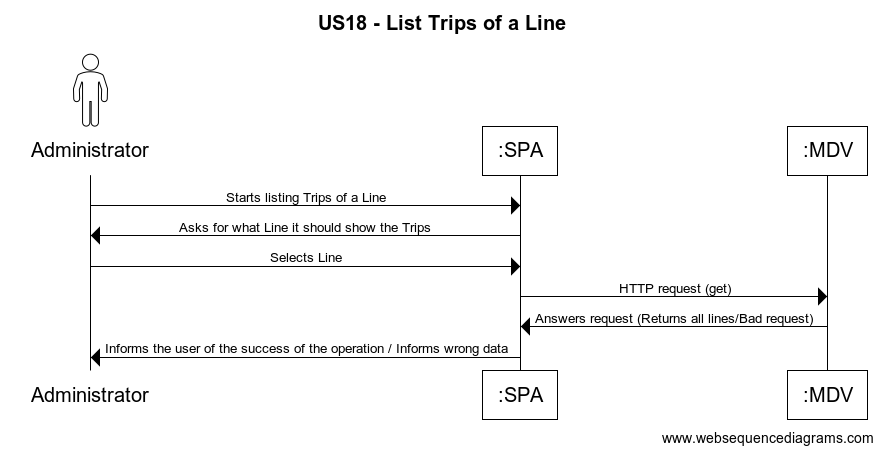 US18 - List Trips of a Line
Administrator
:SPA
:MDV
Starts listing Trips of a Line
Asks for what Line it should show the Trips
Selects Line
HTTP request (get)
Answers request (Returns all lines/Bad request)
Informs the user of the success of the operation / Informs wrong data
Administrator
:SPA
:MDV
www.websequencediagrams.com